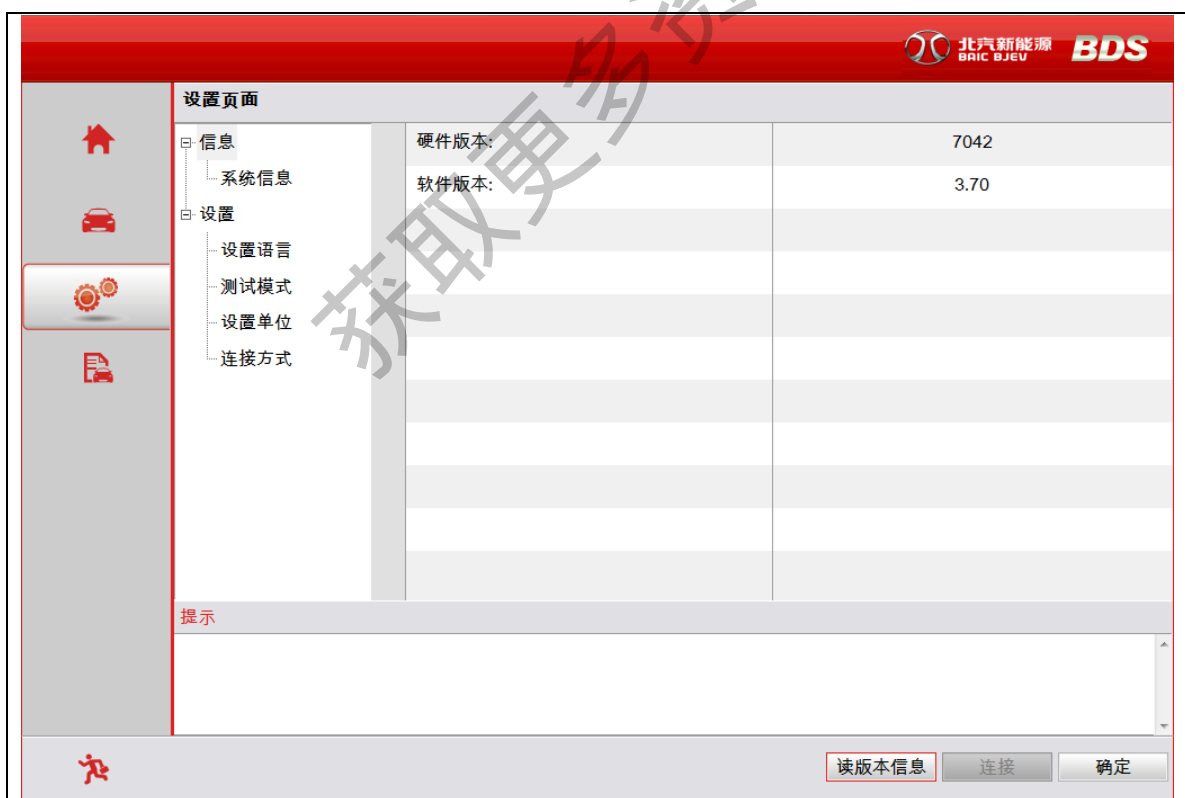 北汽新能源
BAIC BJEV
BDS
设置页面
信息
系统信息
设置
设置语言
测试模式
设置单位
连接方式
硬件版本: 7042
软件版本: 3.70
提示
读版本信息 连接 确定
获取更多